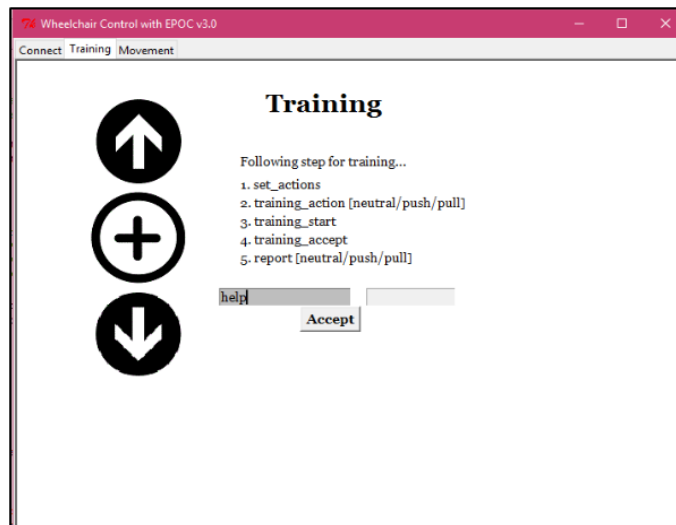 Wheelchair Control with EPOC v3.0
Connect Training Movement
Training
Following step for training...
1. set_actions
2. training_action [neutral/push/pull]
3. training_start
4. training_accept
5. report [neutral/push/pull]
help
Accept